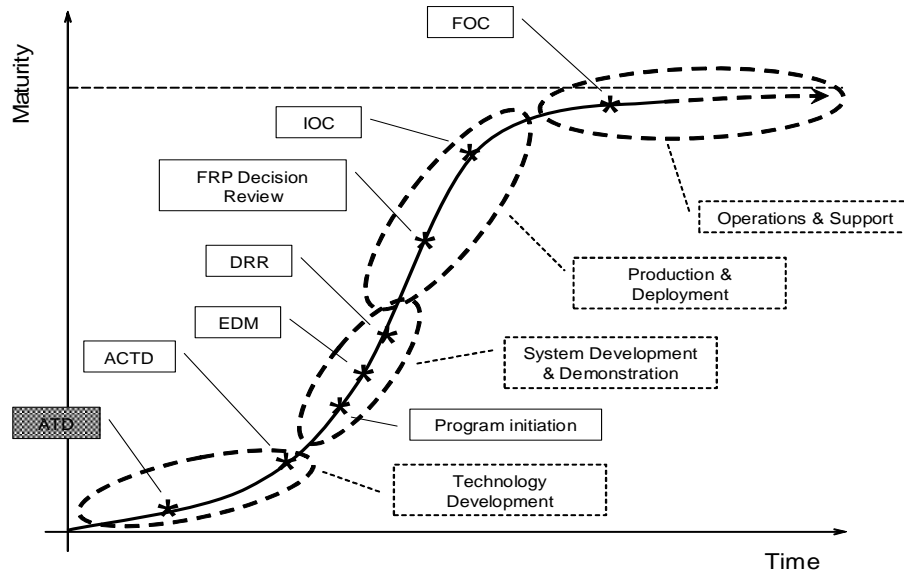 FOC
Maturity
IOC
FRP Decision
Review
Operations & Support
DRR
Production &
Deployment
EDM
ACTD
System Development
& Demonstration
ATD
Program initiation
Technology
Development
Time